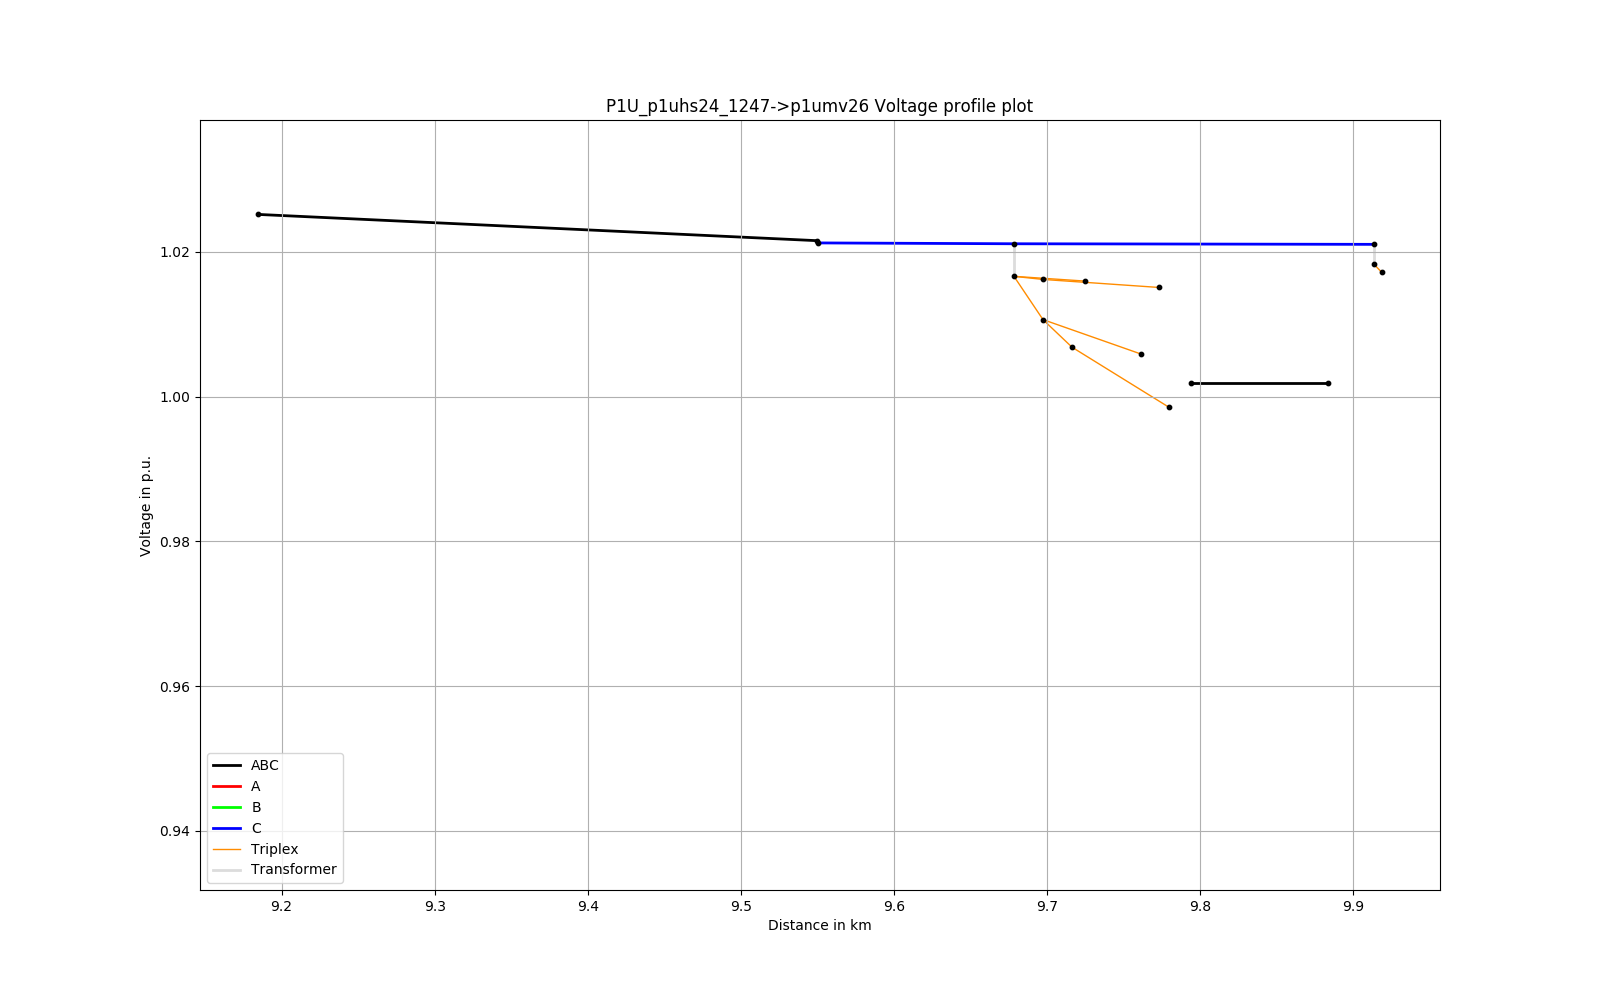 P1U_p1uhs24_1247->p1umv26 Voltage profile plot
Voltage in p.u.
1.02
1.00
0.98
0.96
0.94
ABC
A
B
C
Triplex
Transformer
9.2 9.3 9.4 9.5 9.6 9.7 9.8 9.9
Distance in km